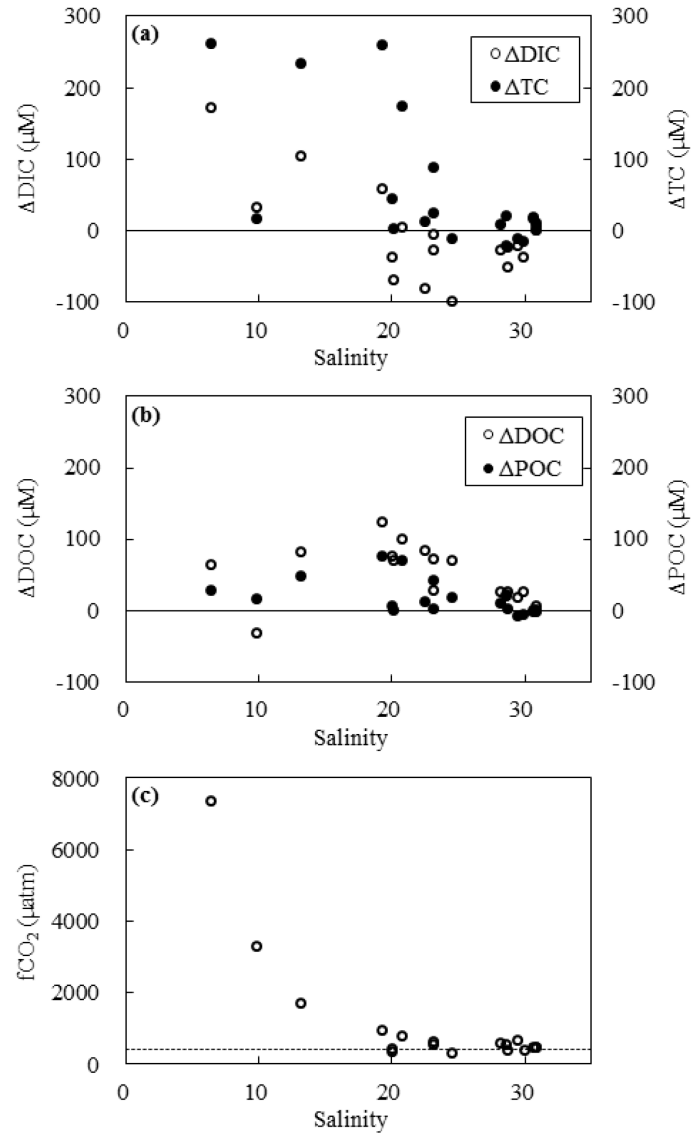 300
(a)
300
ΔDIC
ΔTC
200
200
ΔDIC (μM)
ΔTC (μM)
100
100
0
0
-100
-100
0
10
20
30
Salinity
300
(b)
300
ΔDOC
ΔPOC
200
200
ΔDOC (μM)
ΔPOC (μM)
100
100
0
0
-100
-100
0
10
20
30
Salinity
8000
(c)
6000
fCO₂ (μatm)
4000
2000
0
0
10
20
30
Salinity